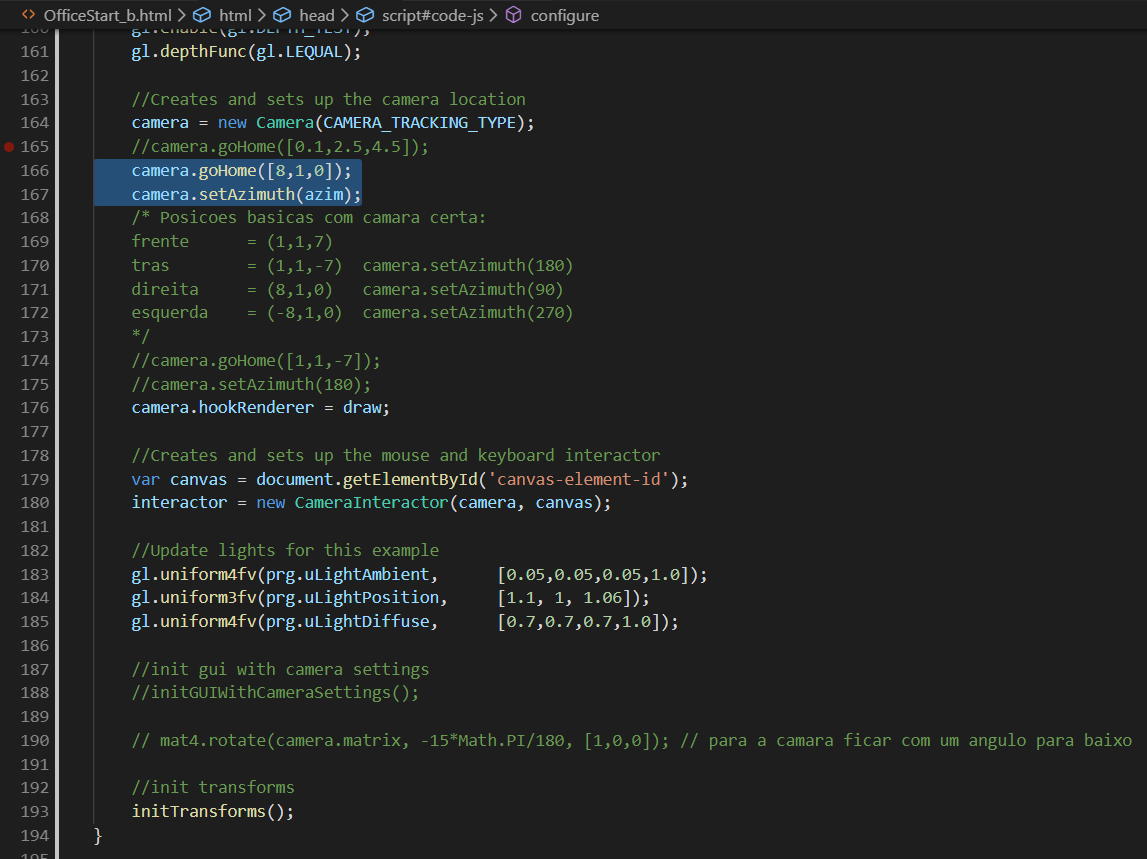 OfficeStart_b.html > html > head > script#code-js > configure
160 gl.enable(gl.DEPTH_TEST);
161 gl.depthFunc(gl.LEQUAL);
162
163 //Creates and sets up the camera location
164 camera = new Camera(CAMERA_TRACKING_TYPE);
165 //camera.goHome([0.1,2.5,4.5]);
166 camera.goHome([8,1,0]);
167 camera.setAzimuth(azim);
168 /* Posicoes basicas com camara certa:
169 frente = (1,1,7)
170 tras = (1,1,-7) camera.setAzimuth(180)
171 direita = (8,1,0) camera.setAzimuth(90)
172 esquerda = (-8,1,0) camera.setAzimuth(270)
173 */
174 //camera.goHome([1,1,-7]);
175 //camera.setAzimuth(180);
176 camera.hookRenderer = draw;
177
178 //Creates and sets up the mouse and keyboard interactor
179 var canvas = document.getElementById('canvas-element-id');
180 interactor = new CameraInteractor(camera, canvas);
181
182 //Update lights for this example
183 gl.uniform4fv(prg.uLightAmbient, [0.05,0.05,0.05,1.0]);
184 gl.uniform3fv(prg.uLightPosition, [1.1, 1, 1.06]);
185 gl.uniform4fv(prg.uLightDiffuse, [0.7,0.7,0.7,1.0]);
186
187 //init gui with camera settings
188 //initGUIWithCameraSettings();
189
190 // mat4.rotate(camera.matrix, -15*Math.PI/180, [1,0,0]); // para a camara ficar com um angulo para baixo
191
192 //init transforms
193 initTransforms();
194 }
195